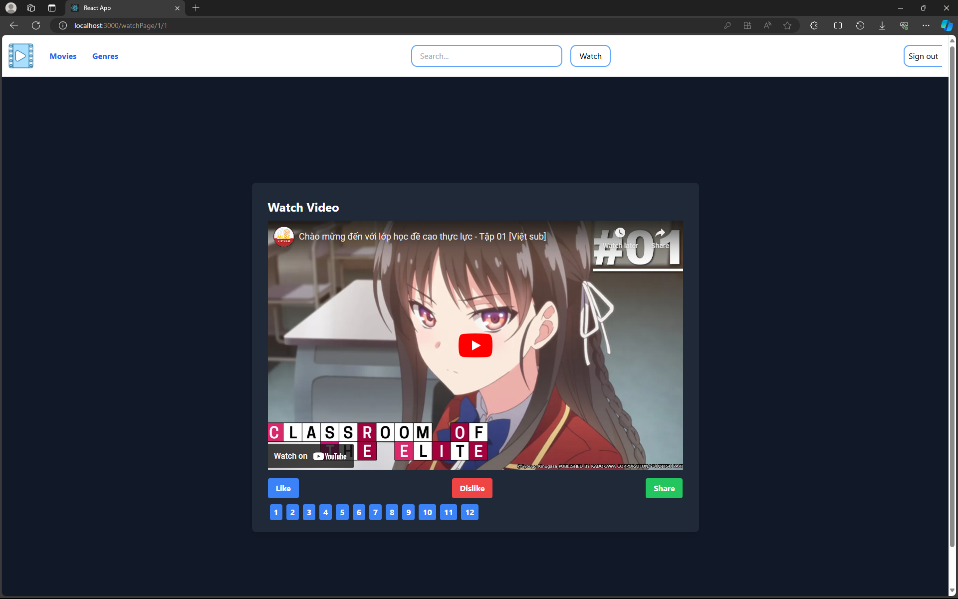 React App
localhost:3000/watchPage/1/1
Movies
Genres
Search...
Watch
Sign out
Watch Video
Chào mừng đến với lớp học đề cao thực lực - Tập 01 [Việt sub]
Watch later
Share
#01
CLASSROOM OF
THE ELITE
Watch on YouTube
Like
Dislike
Share
1 2 3 4 5 6 7 8 9 10 11 12